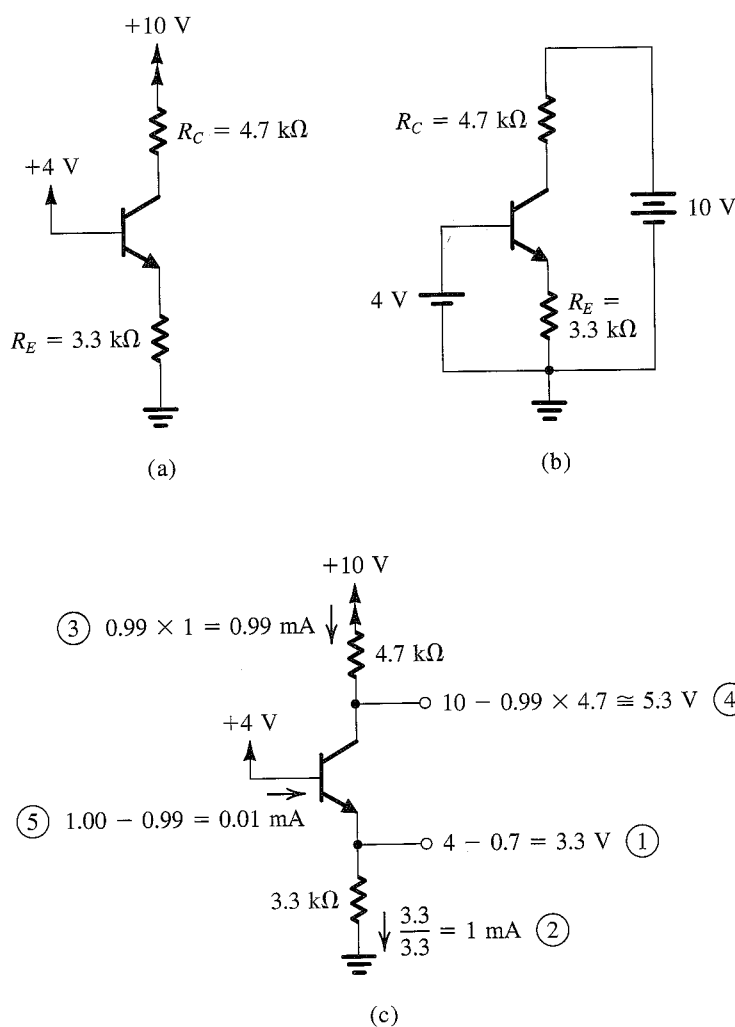 +10 V
R_C = 4.7 kΩ
+4 V
R_E = 3.3 kΩ
(a)
R_C = 4.7 kΩ
10 V
4 V
R_E =
3.3 kΩ
(b)
+10 V
③ 0.99 × 1 = 0.99 mA
4.7 kΩ
10 − 0.99 × 4.7 ≅ 5.3 V ④
+4 V
⑤ 1.00 − 0.99 = 0.01 mA
4 − 0.7 = 3.3 V ①
3.3 kΩ
3.3/3.3 = 1 mA ②
(c)